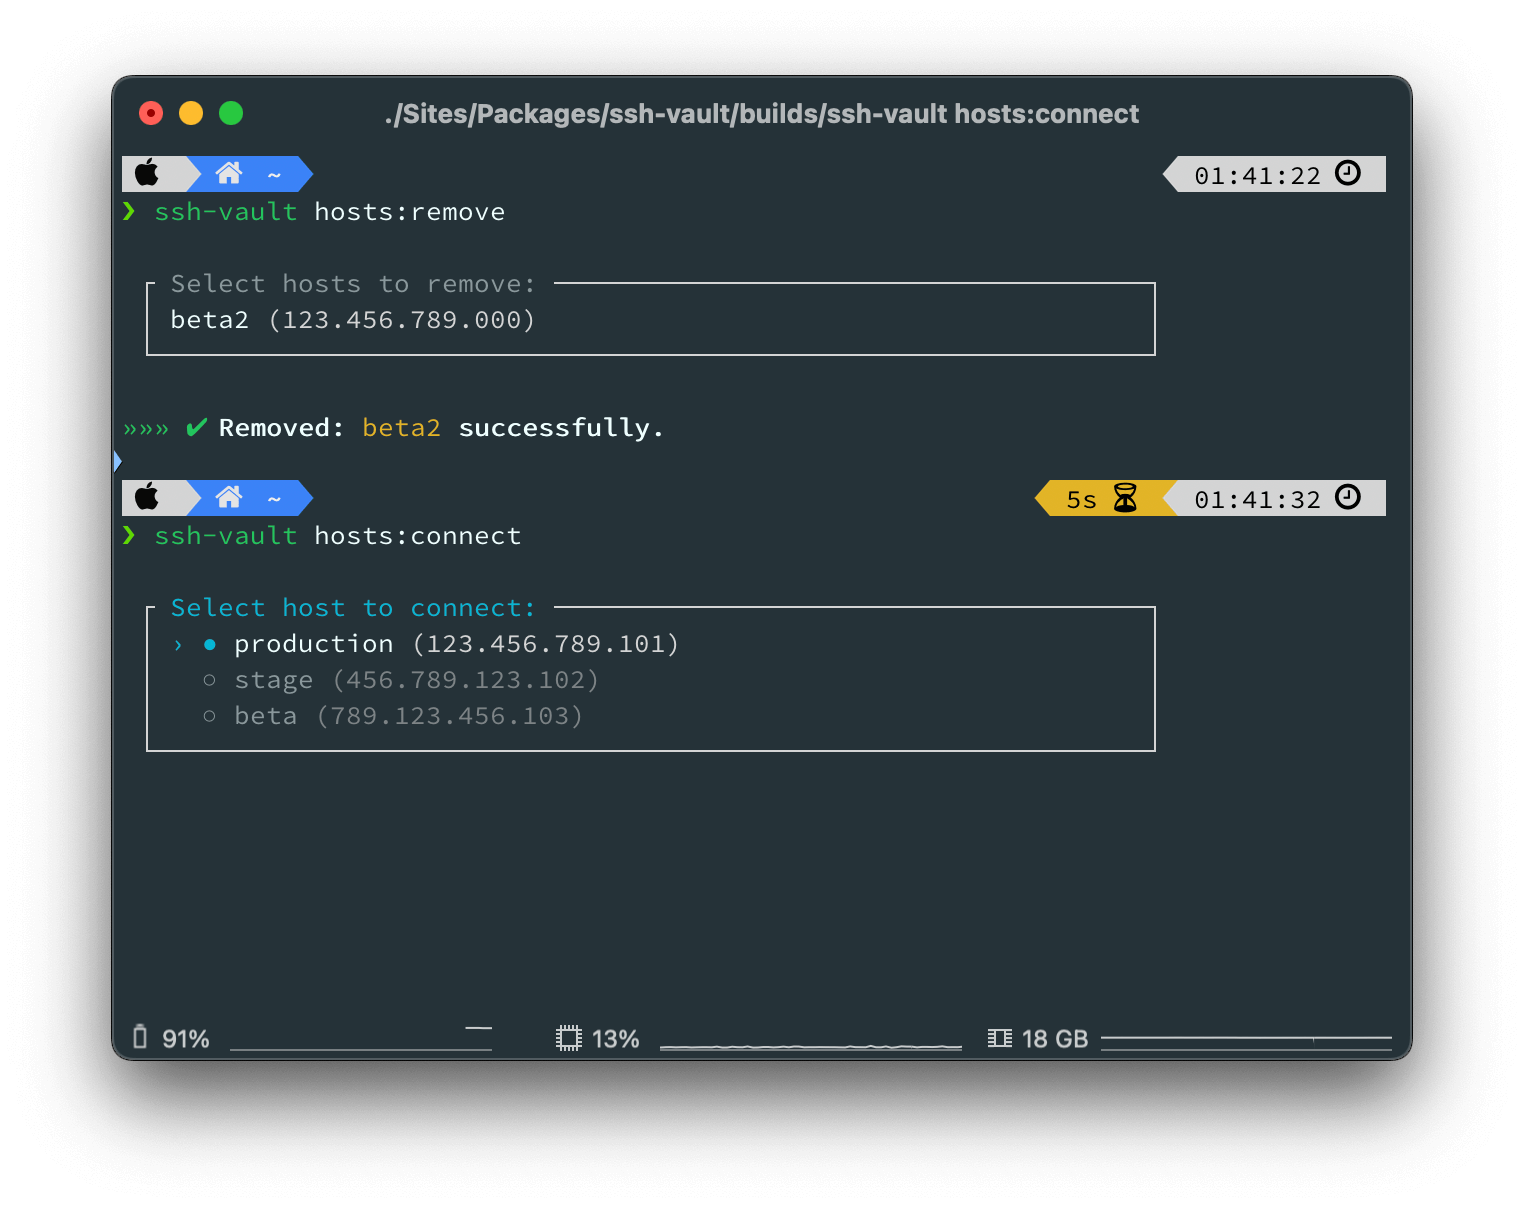 ./Sites/Packages/ssh-vault/builds/ssh-vault hosts:connect
~ 01:41:22
❯ ssh-vault hosts:remove
Select hosts to remove:
beta2 (123.456.789.000)
»»» ✔ Removed: beta2 successfully.
~ 5s 01:41:32
❯ ssh-vault hosts:connect
Select host to connect:
› ● production (123.456.789.101)
○ stage (456.789.123.102)
○ beta (789.123.456.103)
91% 13% 18 GB